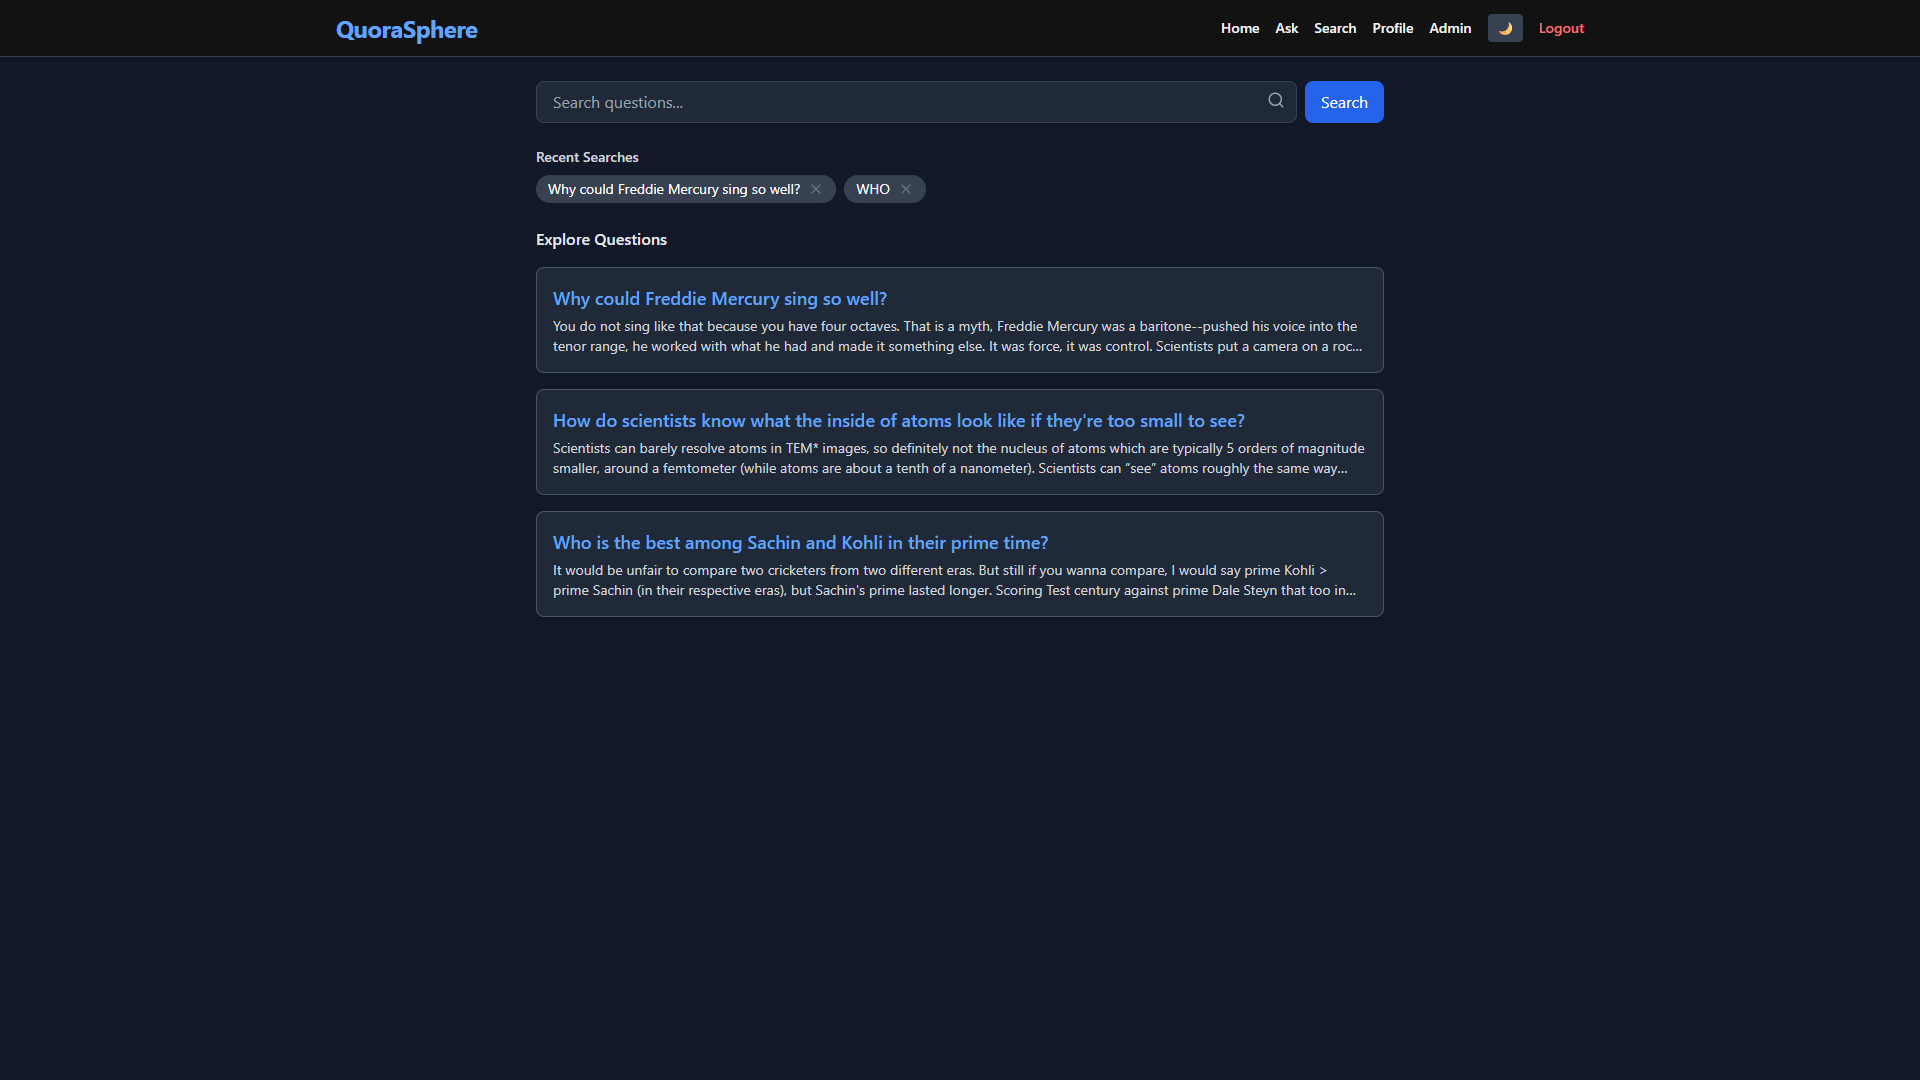 QuoraSphere
Home Ask Search Profile Admin Logout
Search questions...
Search
Recent Searches
Why could Freddie Mercury sing so well?
WHO
Explore Questions
Why could Freddie Mercury sing so well?
You do not sing like that because you have four octaves. That is a myth, Freddie Mercury was a baritone--pushed his voice into the
tenor range, he worked with what he had and made it something else. It was force, it was control. Scientists put a camera on a roc...
How do scientists know what the inside of atoms look like if they're too small to see?
Scientists can barely resolve atoms in TEM* images, so definitely not the nucleus of atoms which are typically 5 orders of magnitude
smaller, around a femtometer (while atoms are about a tenth of a nanometer). Scientists can “see” atoms roughly the same way...
Who is the best among Sachin and Kohli in their prime time?
It would be unfair to compare two cricketers from two different eras. But still if you wanna compare, I would say prime Kohli >
prime Sachin (in their respective eras), but Sachin's prime lasted longer. Scoring Test century against prime Dale Steyn that too in...